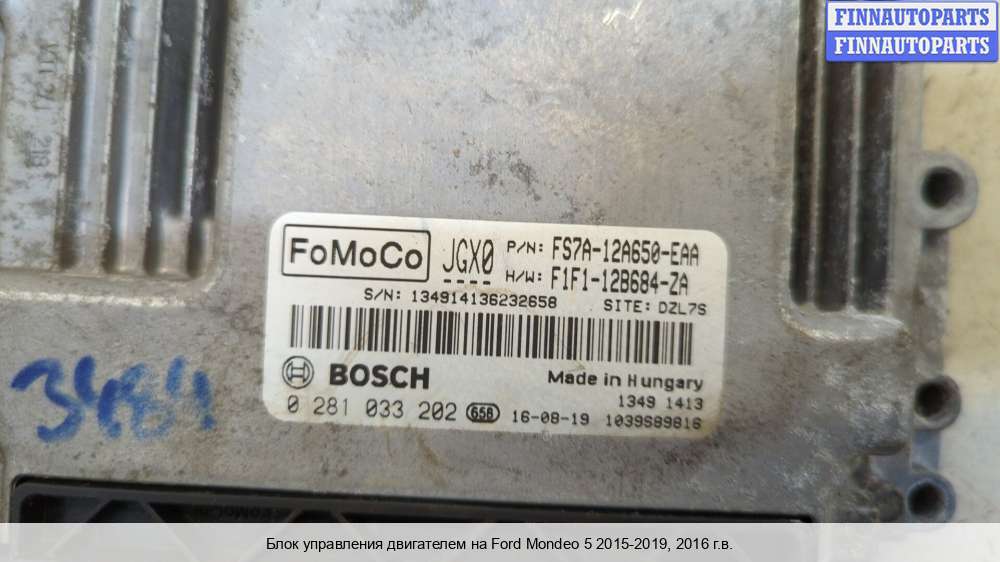 FINNAUTOPARTS
FINNAUTOPARTS
FoMoCo
JGX0
P/N: FS7A-12A650-EAA
H/W: F1F1-12B684-ZA
S/N: 134914136232658
SITE: DZL7S
BOSCH
Made in Hungary
1349 1413
0 281 033 202 658 16-08-19 1039S89816
3484
FoMoCo
Блок управления двигателем на Ford Mondeo 5 2015-2019, 2016 г.в.